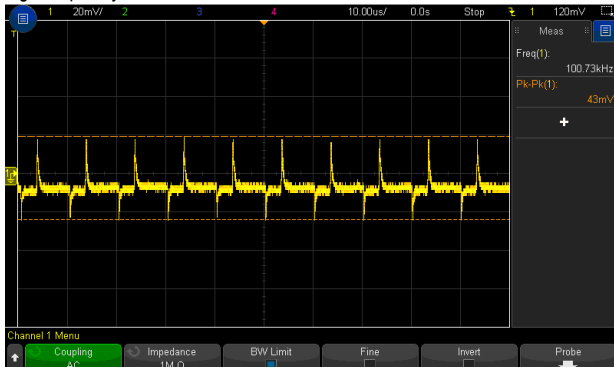 1 20mV/ 2 3 4 10.00us/ 0.0s Stop 1 120mV
Meas
T
Freq(1):
100.73kHz
Pk-Pk(1):
43mV
+
1
Channel 1 Menu
Coupling Impedance BW Limit Fine Invert Probe
AC 1M Ω